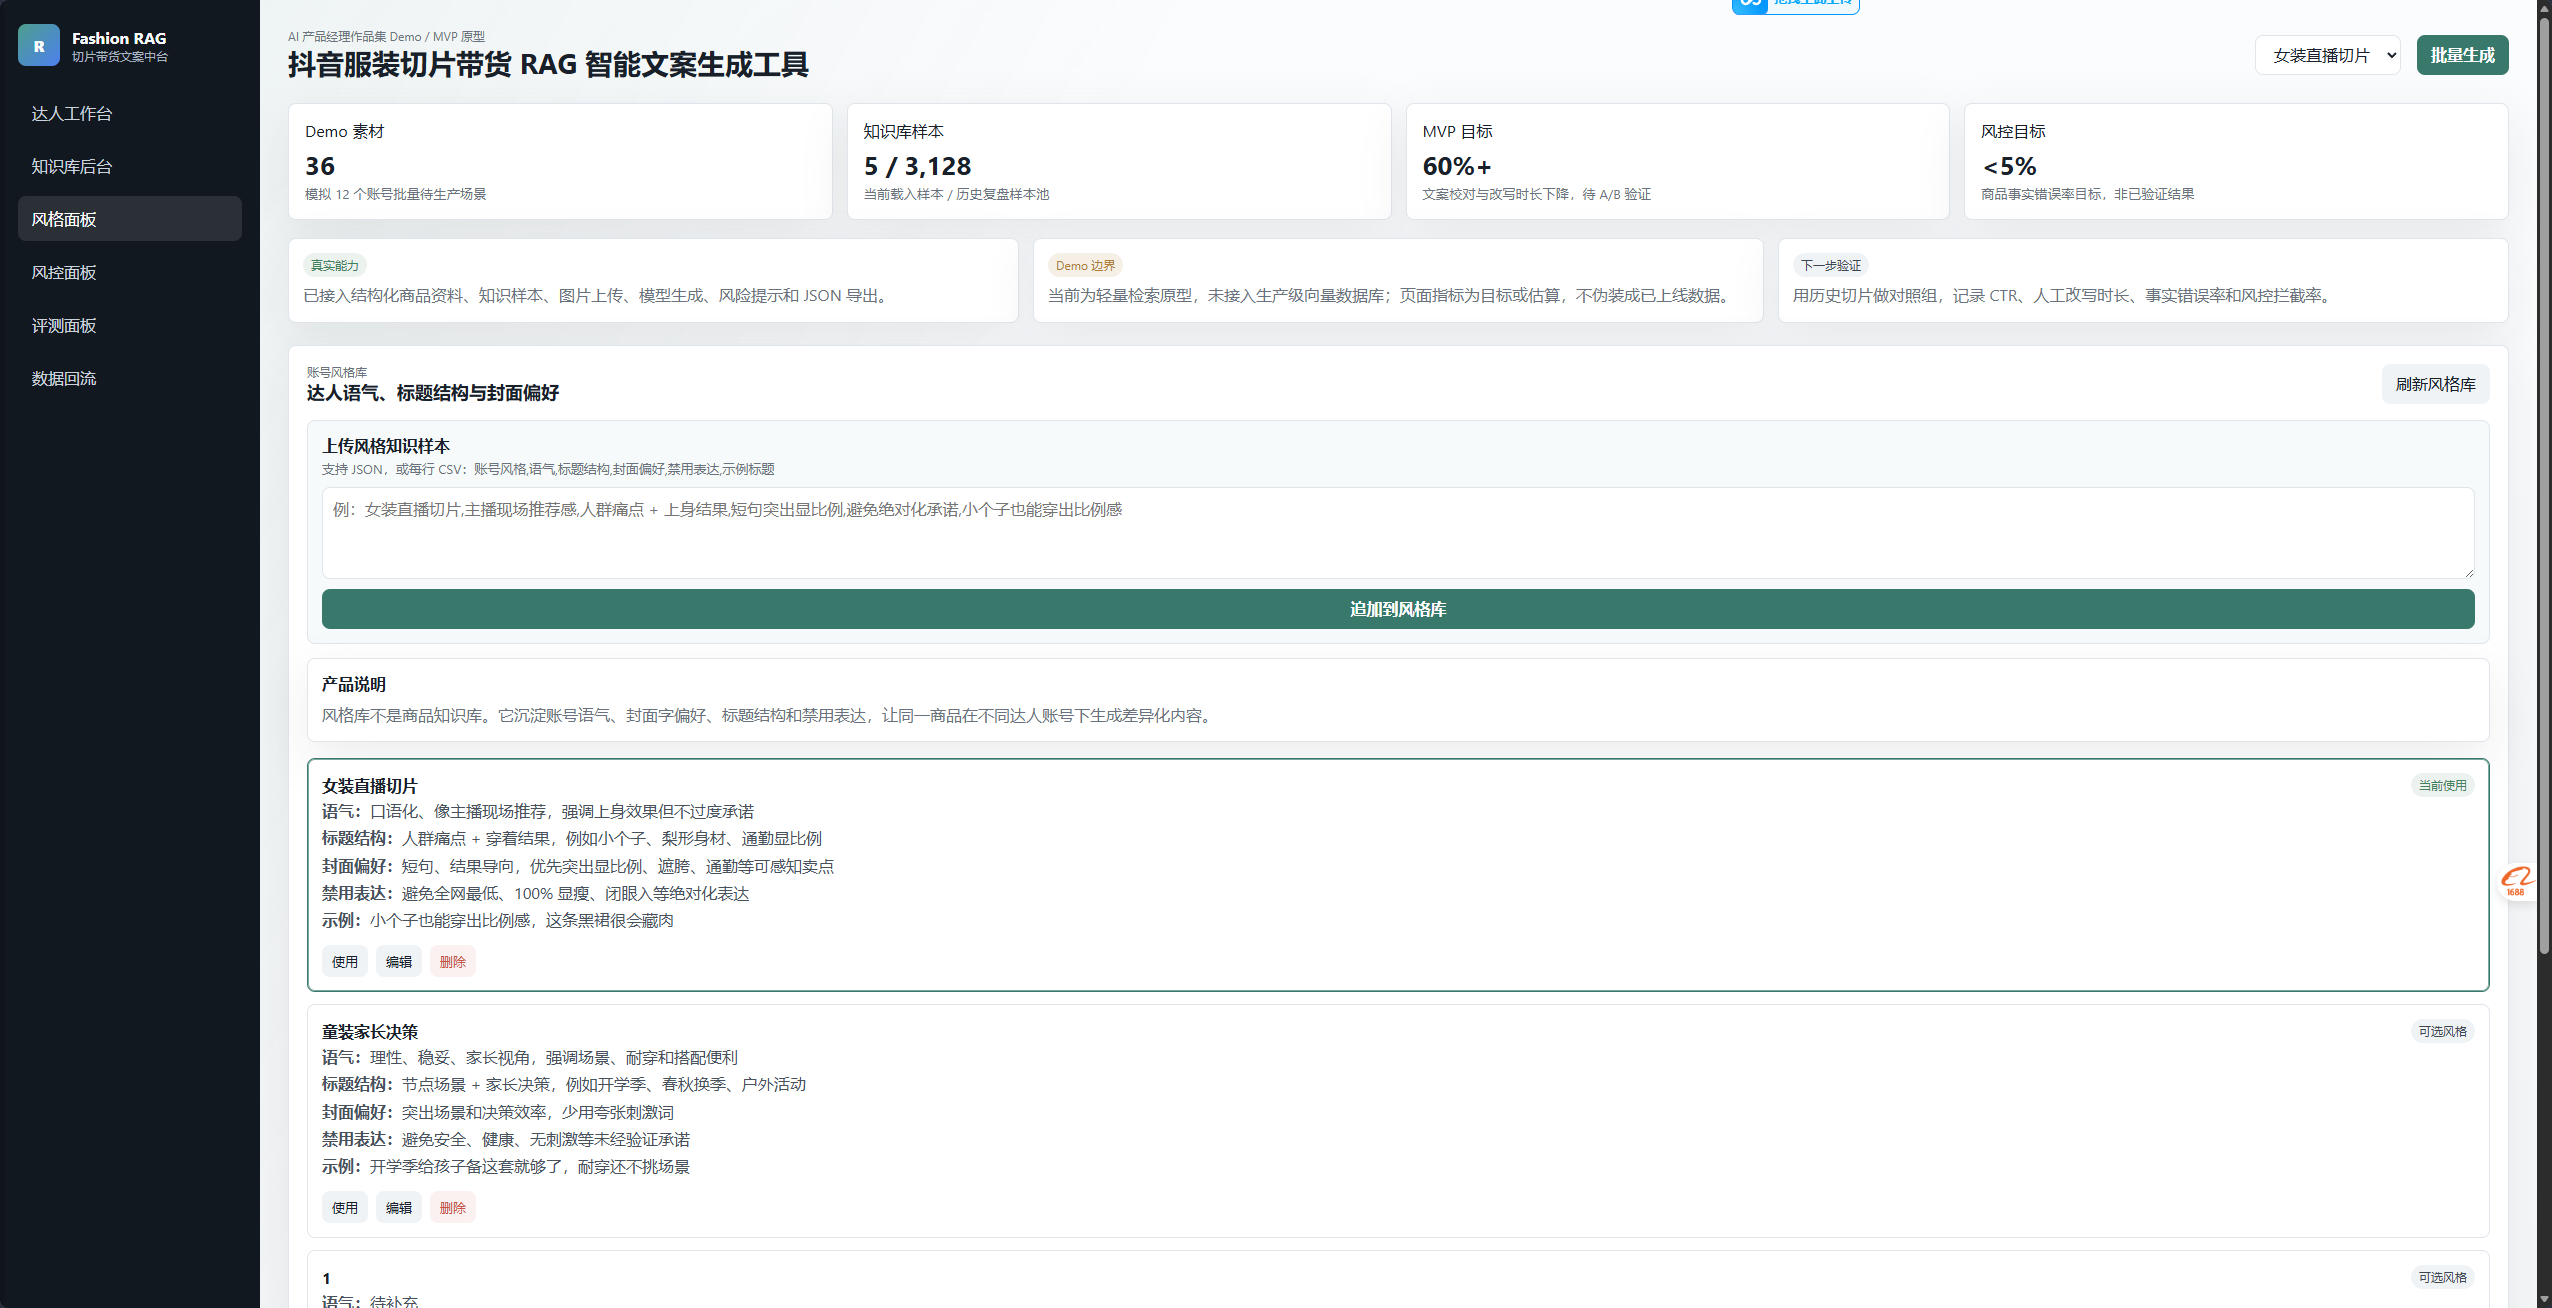 R
Fashion RAG
切片带货文案中台
达人工作台
知识库后台
风格面板
风控面板
评测面板
数据回流
AI 产品经理作品集 Demo / MVP 原型
抖音服装切片带货 RAG 智能文案生成工具
女装直播切片
批量生成
Demo 素材
36
模拟 12 个账号批量待生产场景
知识库样本
5 / 3,128
当前载入样本 / 历史复盘样本池
MVP 目标
60%+
文案校对与改写时长下降，待 A/B 验证
风控目标
<5%
商品事实错误率目标，非已验证结果
真实能力
已接入结构化商品资料、知识样本、图片上传、模型生成、风险提示和 JSON 导出。
Demo 边界
当前为轻量检索原型，未接入生产级向量数据库；页面指标为目标或估算，不伪装成已上线数据。
下一步验证
用历史切片做对照组，记录 CTR、人工改写时长、事实错误率和风控拦截率。
账号风格库
达人语气、标题结构与封面偏好
刷新风格库
上传风格知识样本
支持 JSON，或每行 CSV：账号风格,语气,标题结构,封面偏好,禁用表达,示例标题
例：女装直播切片,主播现场推荐感,人群痛点 + 上身结果,短句突出显比例,避免绝对化承诺,小个子也能穿出比例感
追加到风格库
产品说明
风格库不是商品知识库。它沉淀账号语气、封面字偏好、标题结构和禁用表达，让同一商品在不同达人账号下生成差异化内容。
女装直播切片
当前使用
语气：口语化、像主播现场推荐，强调上身效果但不过度承诺
标题结构：人群痛点 + 穿着结果，例如小个子、梨形身材、通勤显比例
封面偏好：短句、结果导向，优先突出显比例、遮胯、通勤等可感知卖点
禁用表达：避免全网最低、100% 显瘦、闭眼入等绝对化表达
示例：小个子也能穿出比例感，这条黑裙很会藏肉
使用
编辑
删除
1688
童装家长决策
可选风格
语气：理性、稳妥、家长视角，强调场景、耐穿和搭配便利
标题结构：节点场景 + 家长决策，例如开学季、春秋换季、户外活动
封面偏好：突出场景和决策效率，少用夸张刺激词
禁用表达：避免安全、健康、无刺激等未经验证承诺
示例：开学季给孩子备这套就够了，耐穿还不挑场景
使用
编辑
删除
1
可选风格
语气：待补充